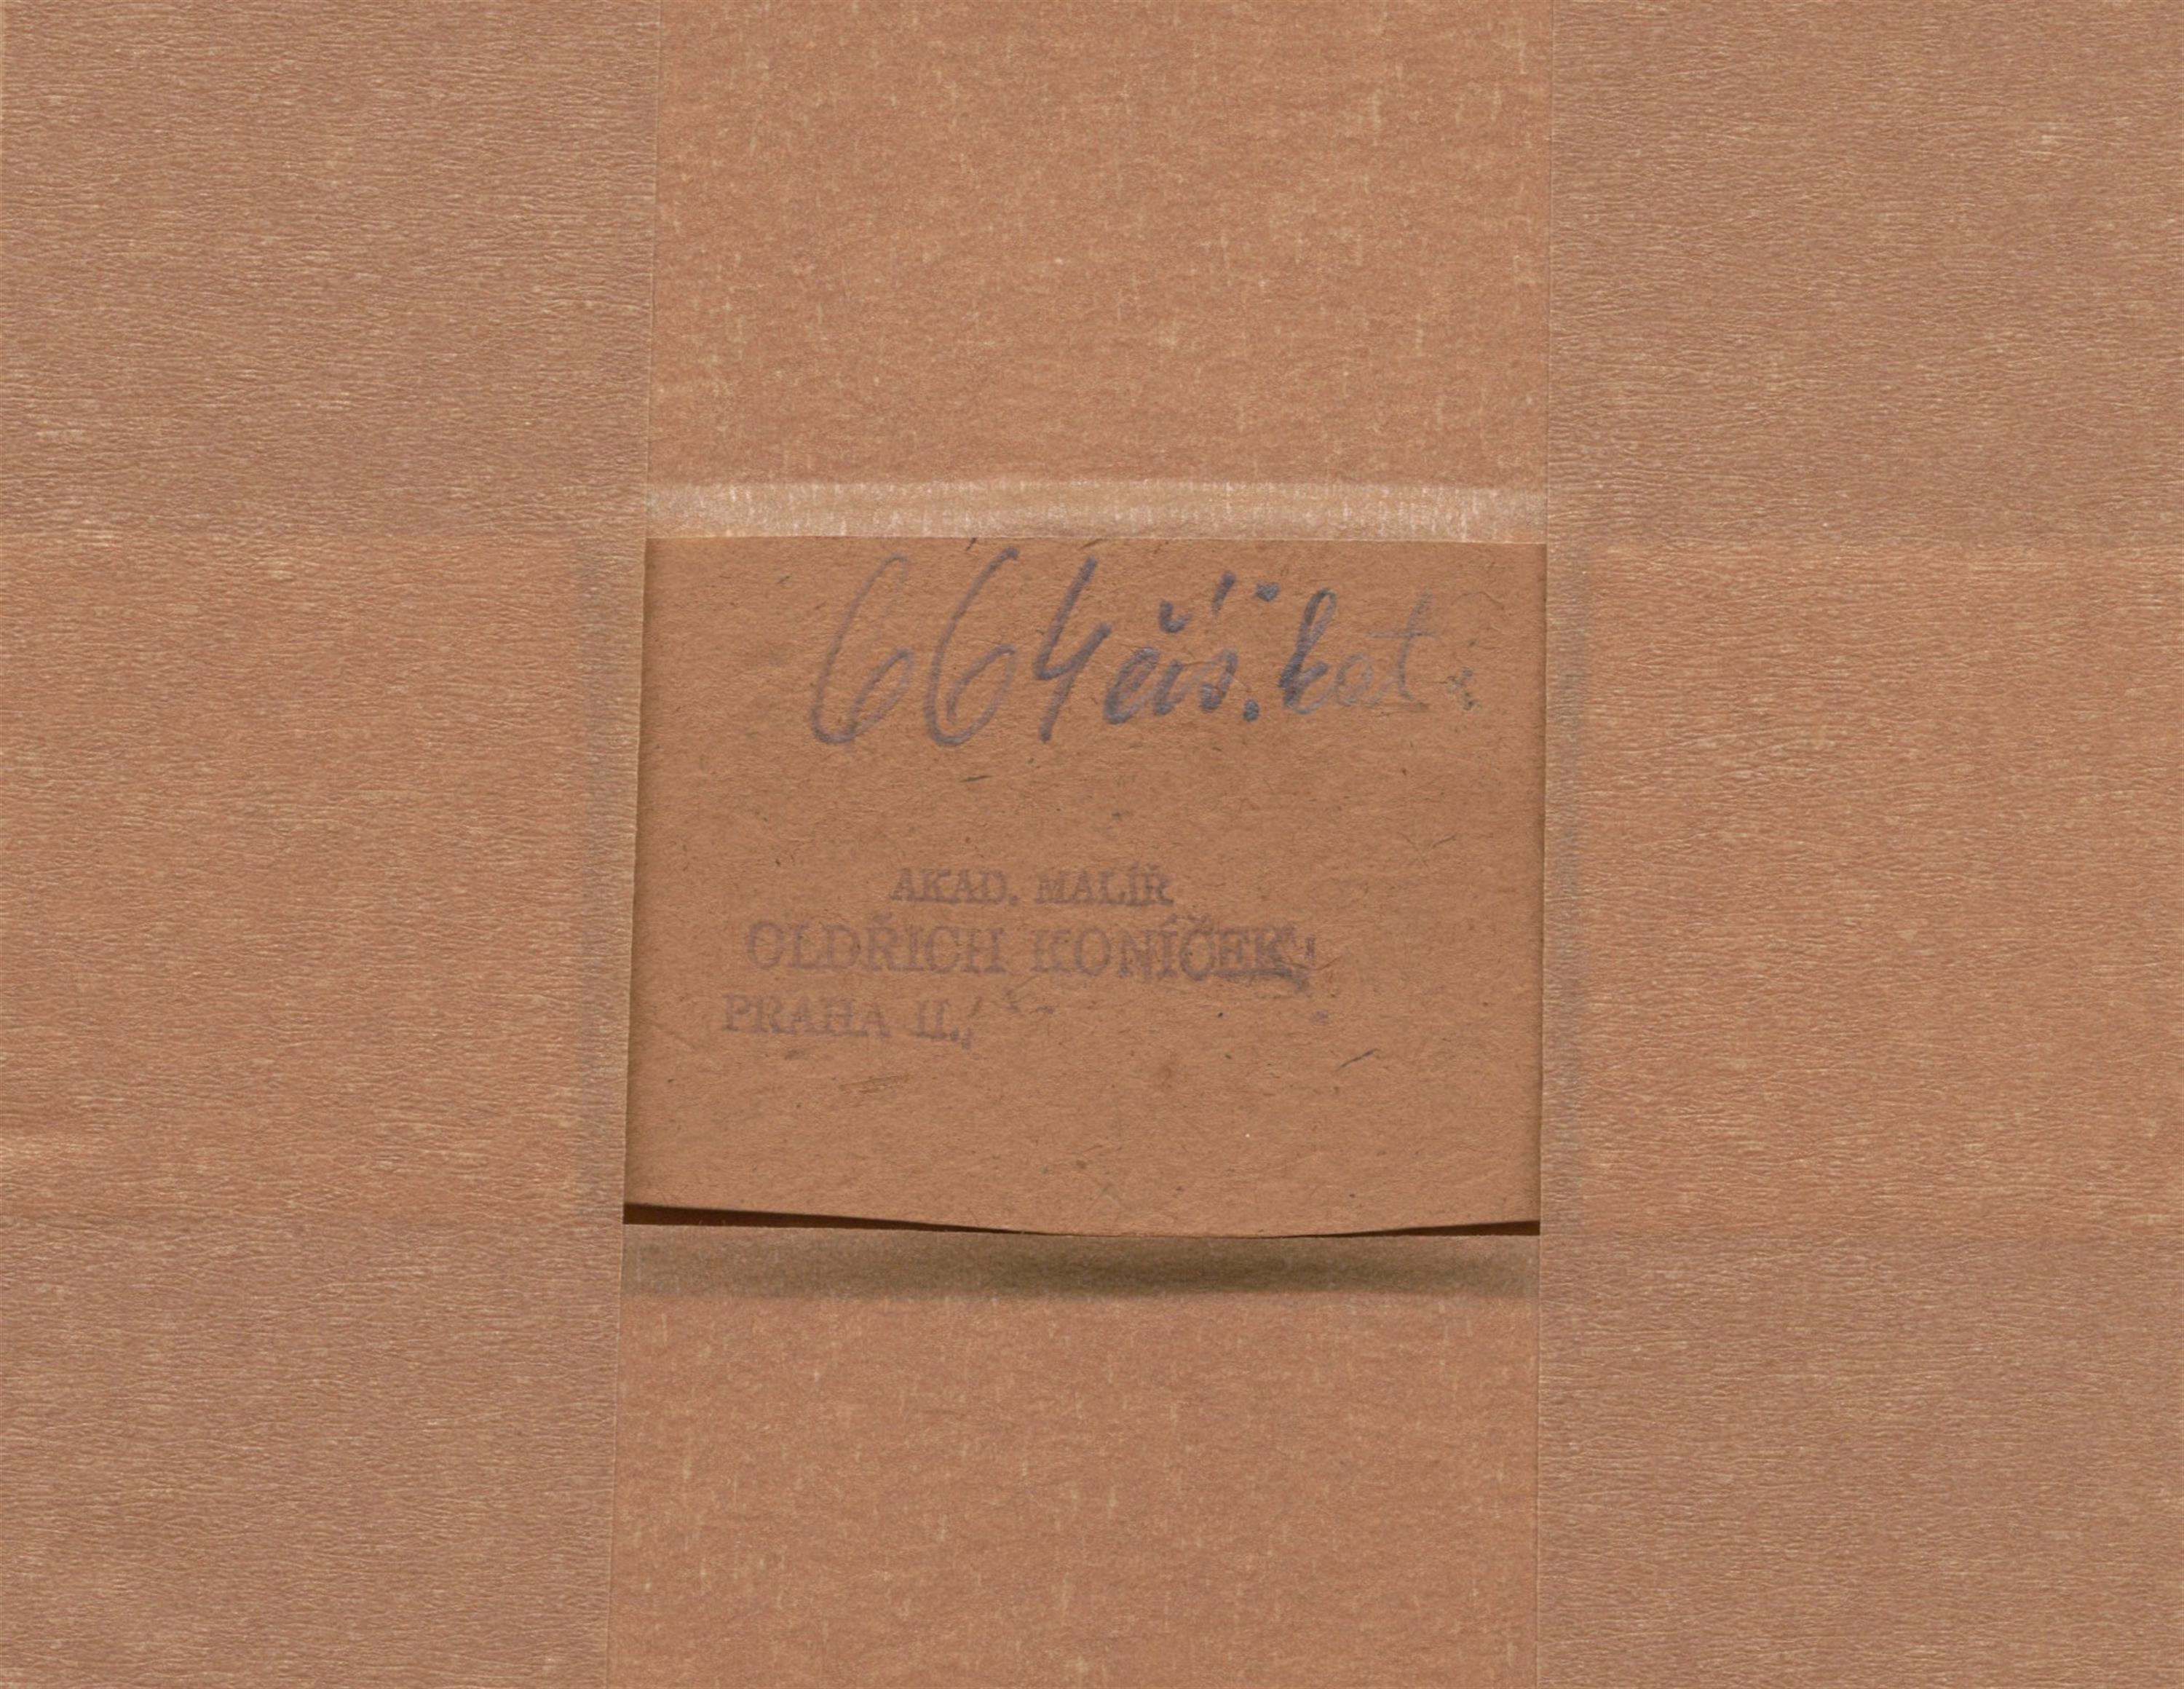 664 čís. kat.
AKAD. MALÍŘ
OLDŘICH KONÍČEK,
PRAHA II.,